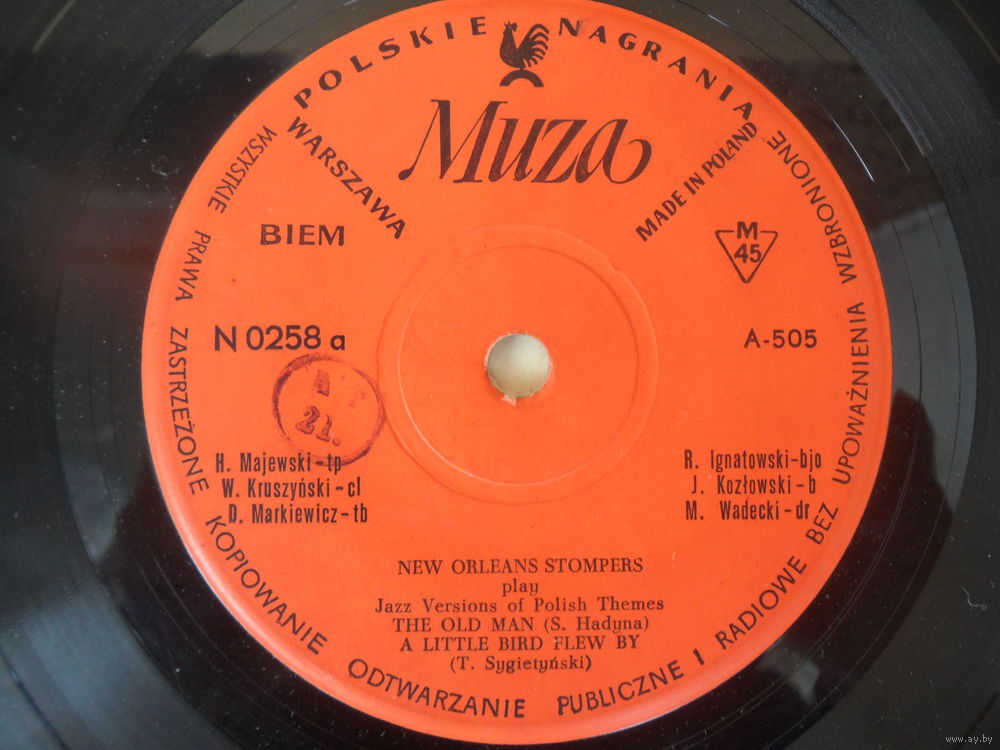 POLSKIE NAGRANIA
Muza
WARSZAWA
MADE IN POLAND
BIEM
M
45
N 0258 a
A-505
A
21.
H. Majewski-tp
W. Kruszyński-cl
D. Markiewicz-tb
R. Ignatowski-bjo
J. Kozłowski-b
M. Wadecki-dr
NEW ORLEANS STOMPERS
play
Jazz Versions of Polish Themes
THE OLD MAN (S. Hadyna)
A LITTLE BIRD FLEW BY
(T. Sygietyński)
WSZYSTKIE PRAWA ZASTRZEŻONE KOPIOWANIE ODTWARZANIE PUBLICZNE I RADIOWE BEZ UPOWAŻNIENIA WZBRONIONE
www.ay.by